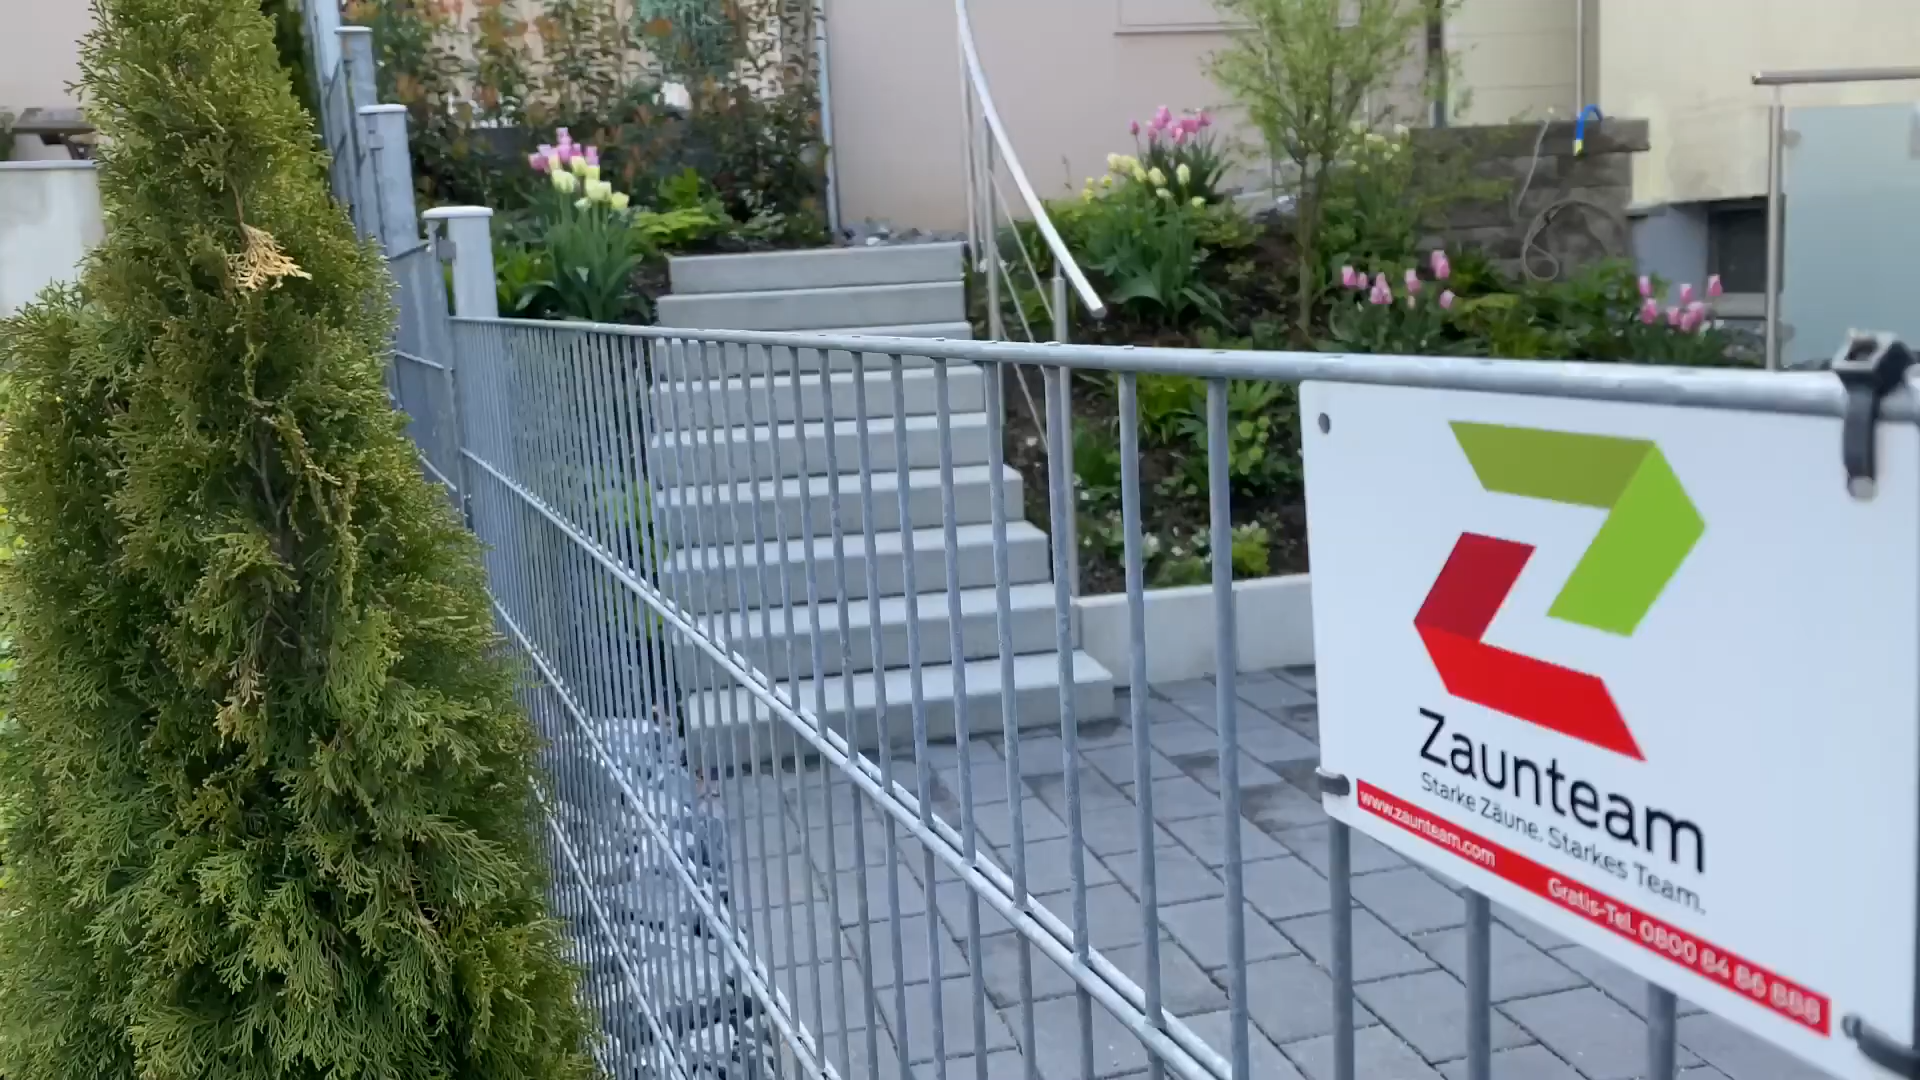 Zaunteam
Starke Zäune. Starkes Team.
www.zaunteam.com Gratis-Tel. 0800 84 86 888